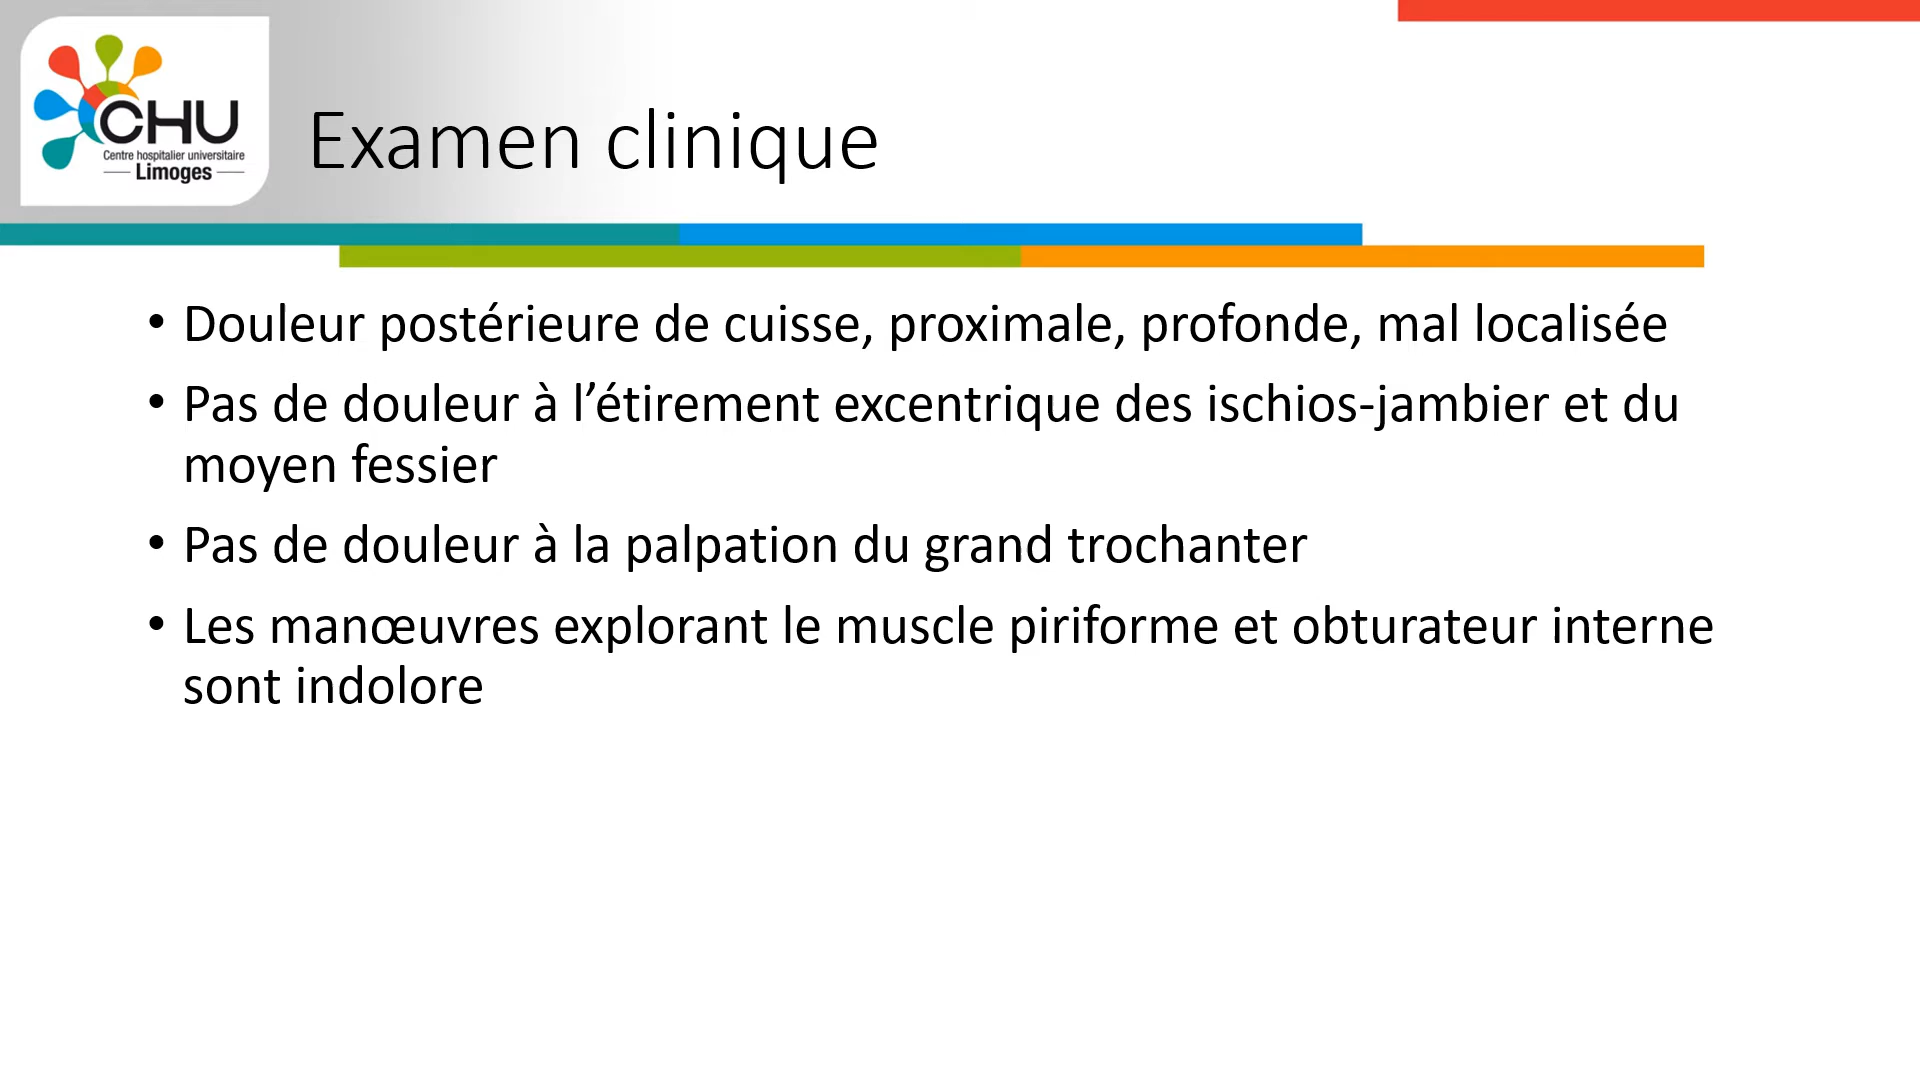 CHU
Centre hospitalier universitaire
Limoges
Examen clinique
• Douleur postérieure de cuisse, proximale, profonde, mal localisée
• Pas de douleur à l’étirement excentrique des ischios-jambier et du
moyen fessier
• Pas de douleur à la palpation du grand trochanter
• Les manœuvres explorant le muscle piriforme et obturateur interne
sont indolore